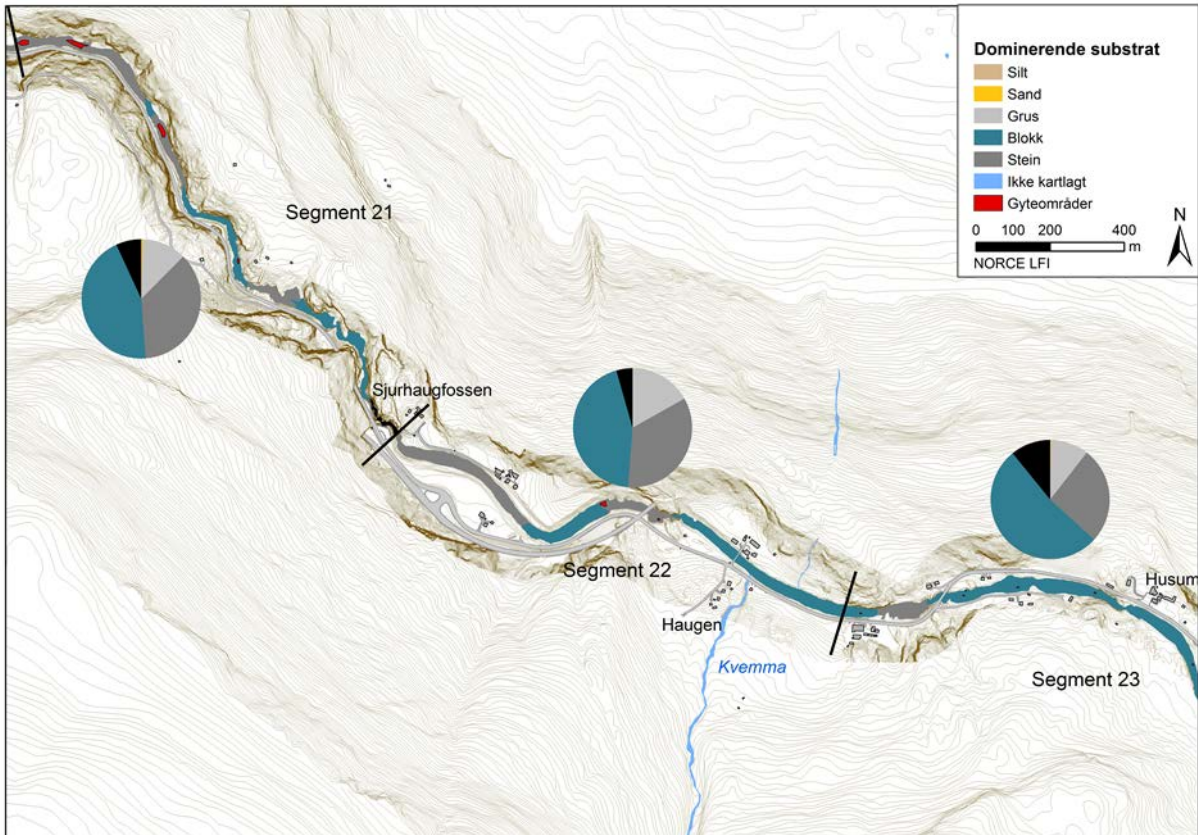 Dominerende substrat
Silt
Sand
Grus
Blokk
Stein
Ikke kartlagt
Gyteområder
N
0 100 200 400
m
NORCE LFI
Segment 21
Sjurhaugfossen
Segment 22
Haugen
Kvemma
Husum
Segment 23